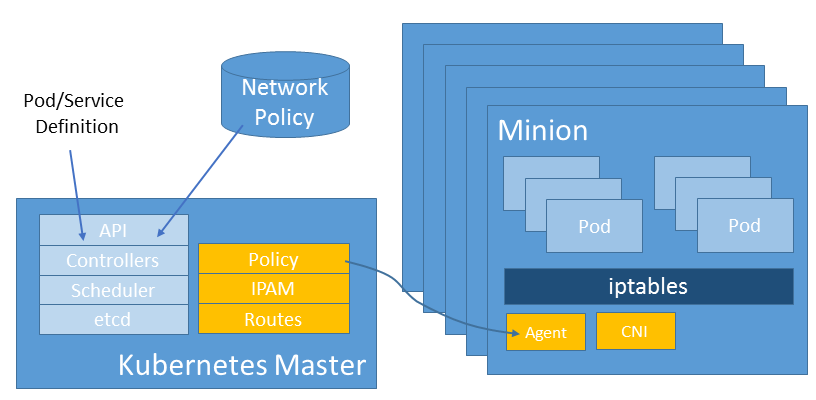 Pod/Service
Definition
Network
Policy
API
Controllers
Scheduler
etcd
Policy
IPAM
Routes
Kubernetes Master
Minion
Pod
Pod
iptables
Agent
CNI